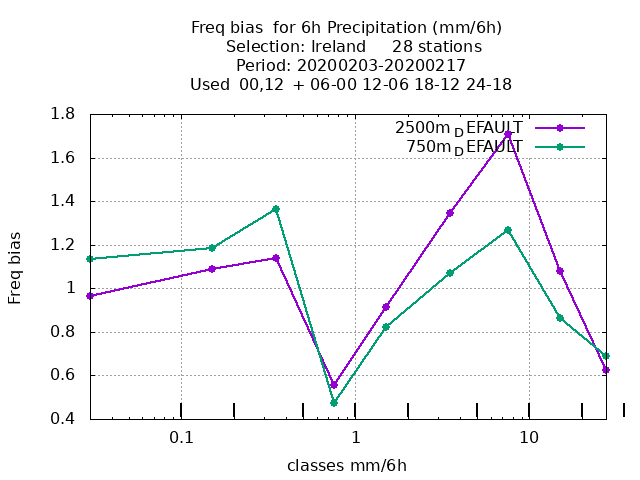 Freq bias  for 6h Precipitation (mm/6h)
Selection: Ireland     28 stations
Period: 20200203-20200217
Used  00,12  + 06-00 12-06 18-12 24-18
2500m_DEFAULT
750m_DEFAULT
1.8
1.6
1.4
1.2
1
0.8
0.6
0.4
Freq bias
0.1
1
10
classes mm/6h